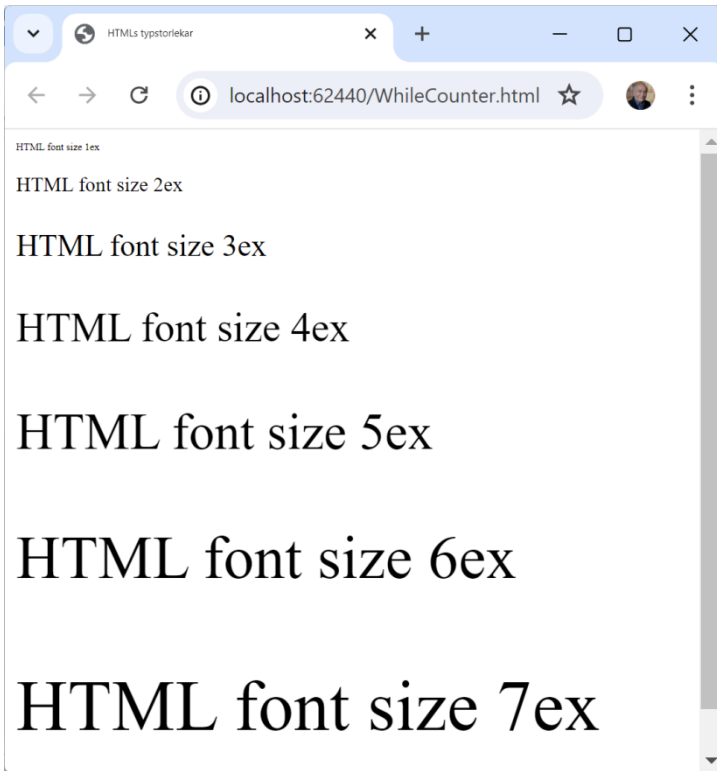 HTMLs typstorlekar
localhost:62440/WhileCounter.html
HTML font size 1ex
HTML font size 2ex
HTML font size 3ex
HTML font size 4ex
HTML font size 5ex
HTML font size 6ex
HTML font size 7ex